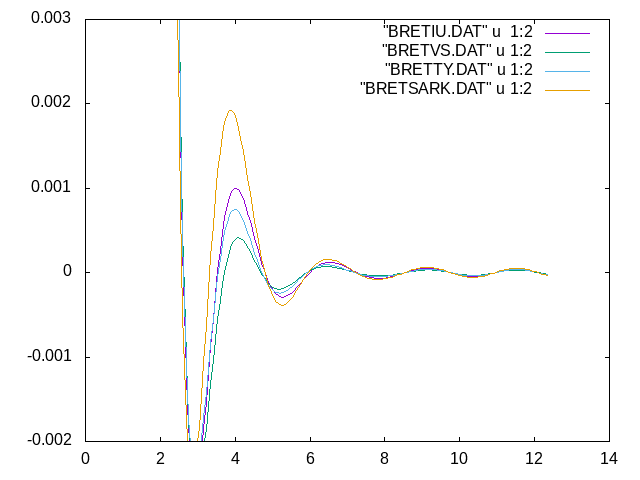 0.003
0.002
0.001
0
-0.001
-0.002
"BRETIU.DAT" u  1:2
"BRETVS.DAT" u 1:2
"BRETTY.DAT" u 1:2
"BRETSARK.DAT" u 1:2
0 2 4 6 8 10 12 14